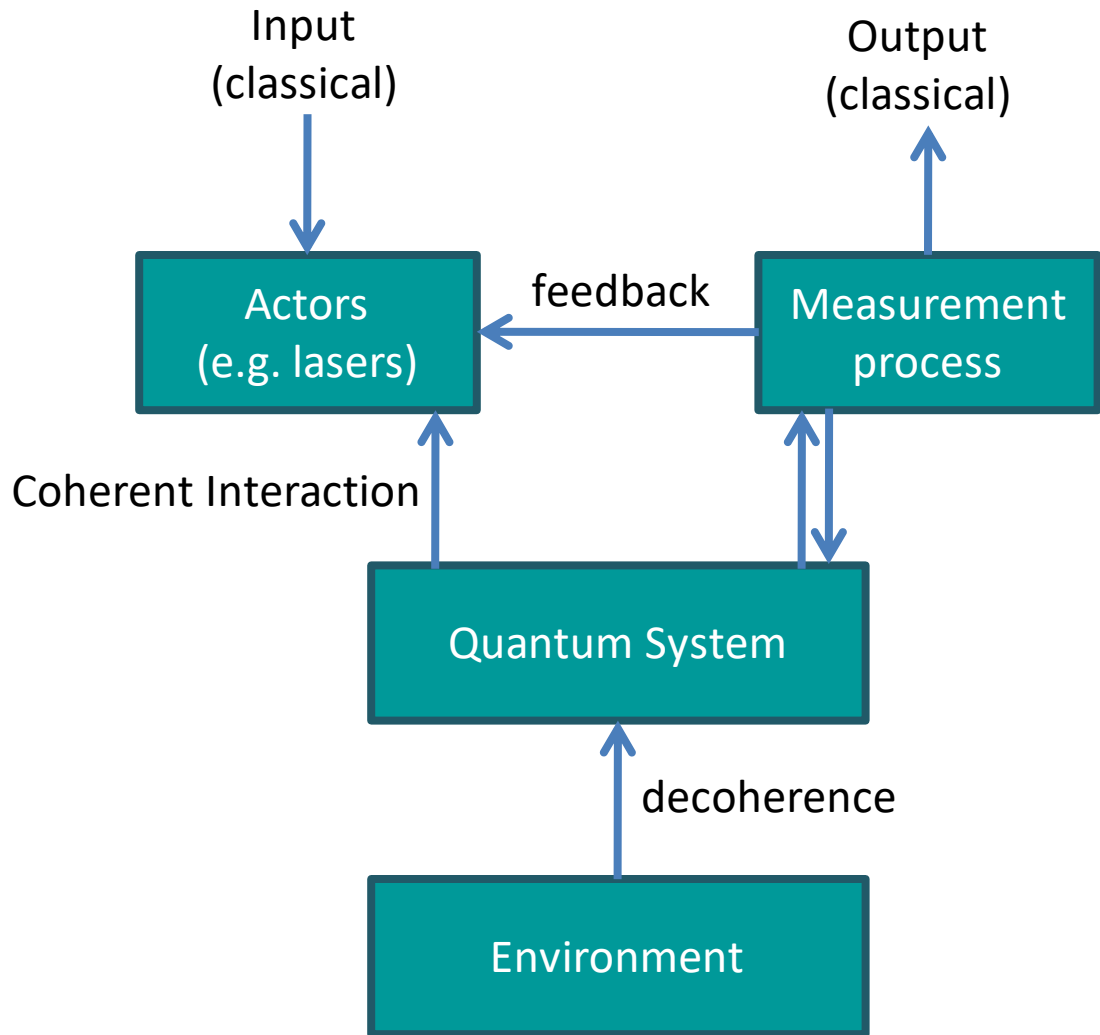 Input
(classical)
Output
(classical)
Actors
(e.g. lasers)
feedback
Measurement
process
Coherent Interaction
Quantum System
decoherence
Environment